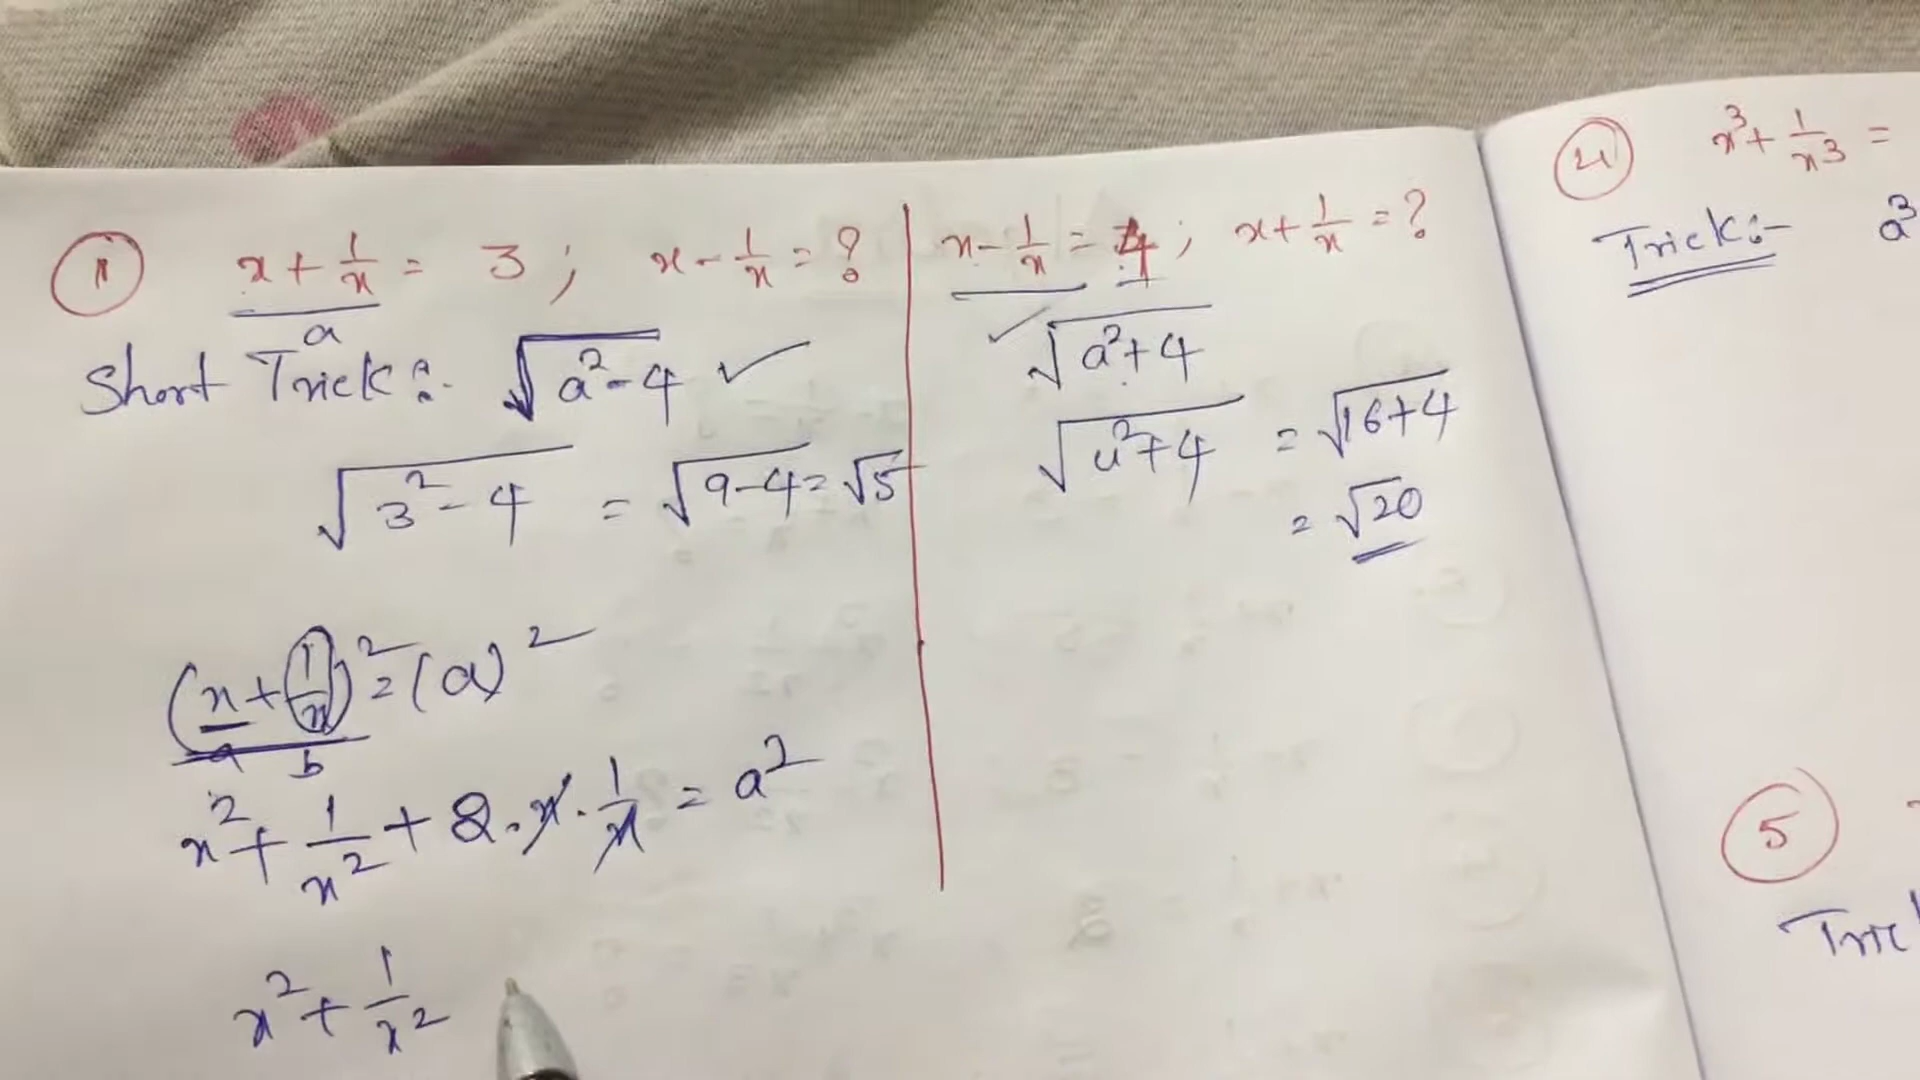 ① x + 1/x = 3 ; x - 1/x = ?
a
Short Trick :- √(a² - 4) ✓
√(3² - 4) = √(9 - 4) = √5
(x + 1/x)² = (a)²
a b
x² + 1/x² + 2 . x . 1/x = a²
x² + 1/x²
x - 1/x = 4 ; x + 1/x = ?
✓ √(a² + 4)
√(4² + 4) = √(16 + 4)
= √20
④ x³ + 1/x³ =
Trick :- a³
⑤
Tric